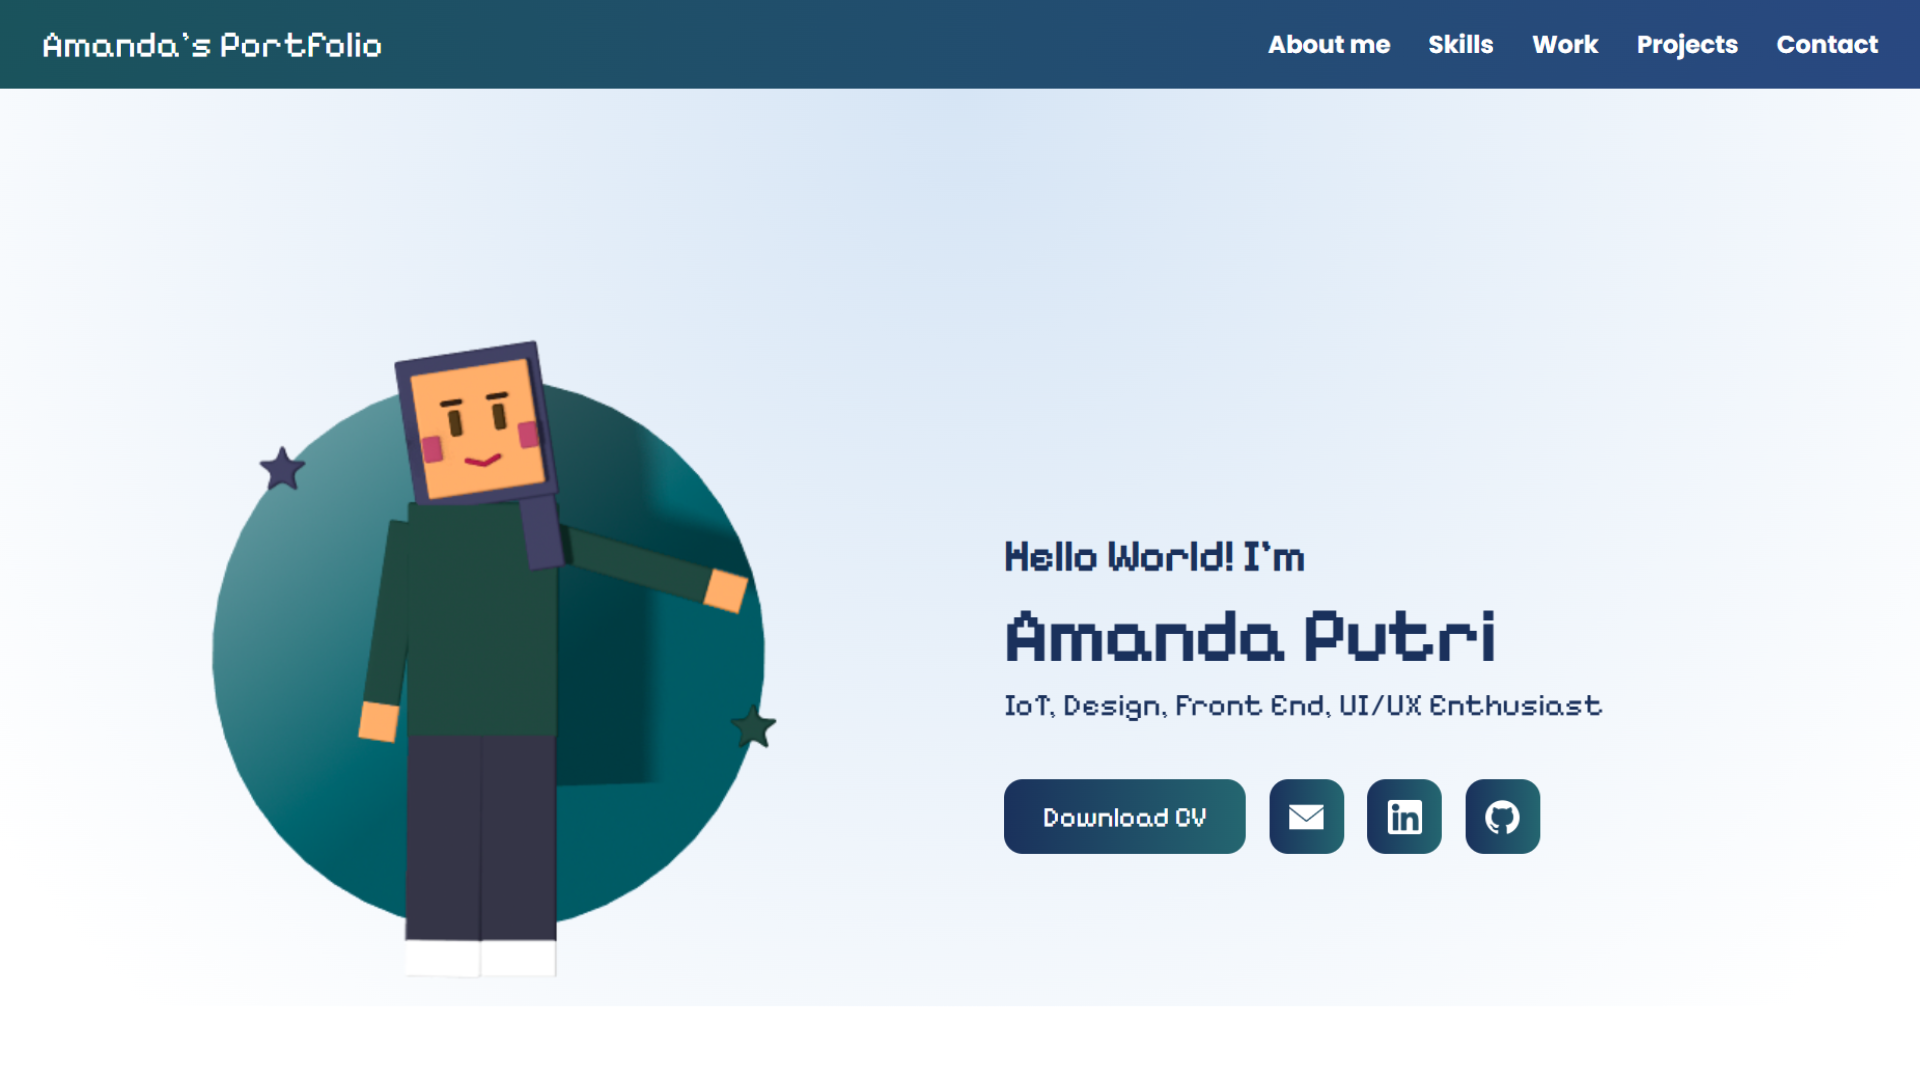 Amanda's Portfolio
About me Skills Work Projects Contact
Hello World! I'm
Amanda Putri
IoT, Design, Front End, UI/UX Enthusiast
Download CV
in